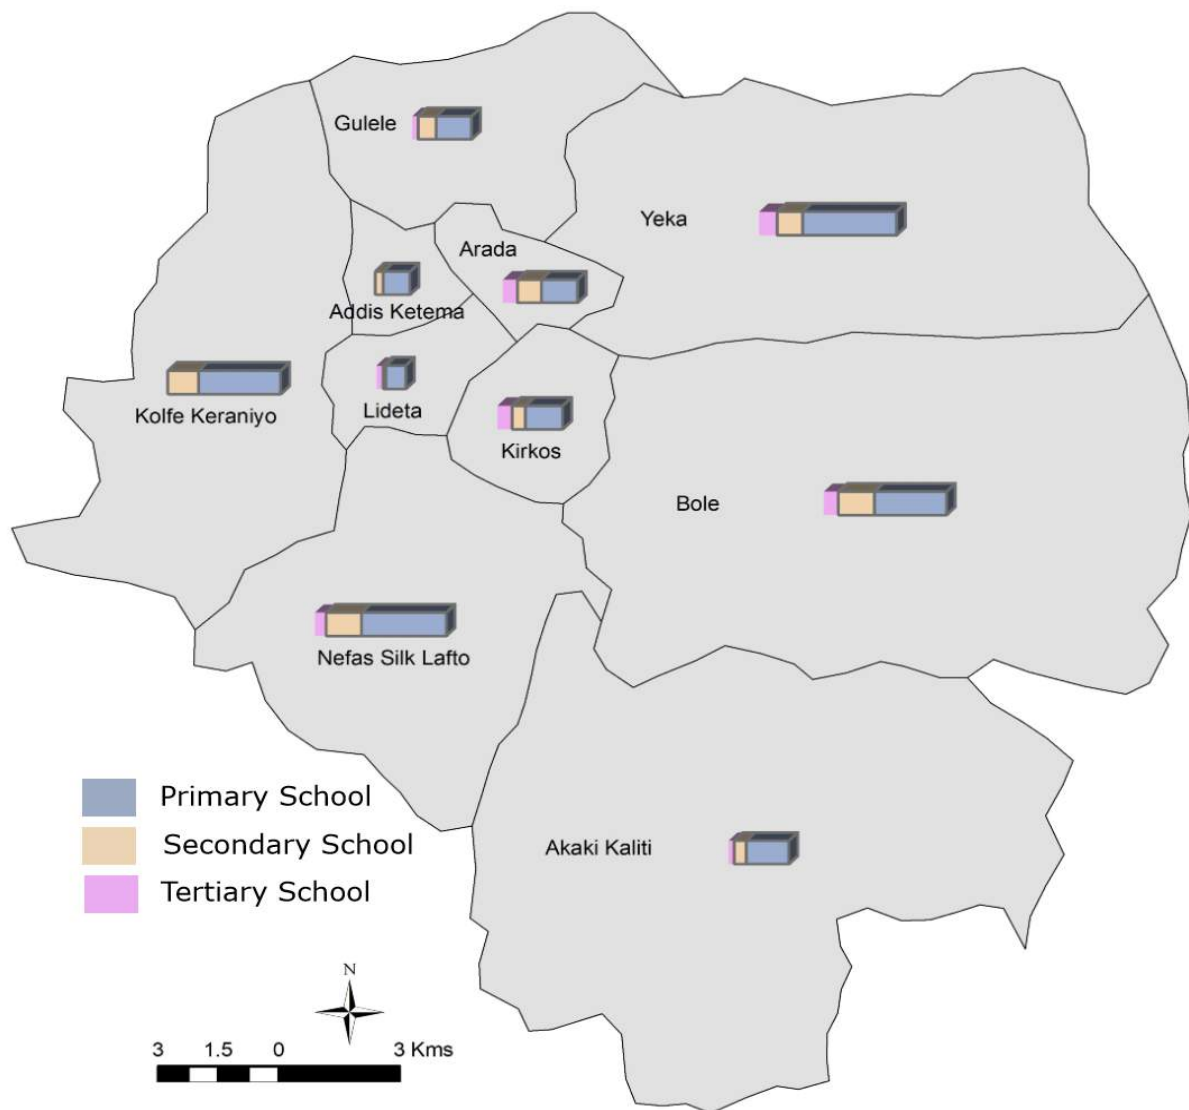 Gulele
Yeka
Arada
Addis Ketema
Lideta
Kolfe Keraniyo
Kirkos
Bole
Nefas Silk Lafto
Primary School
Secondary School
Tertiary School
Akaki Kaliti
N
3 1.5 0 3 Kms